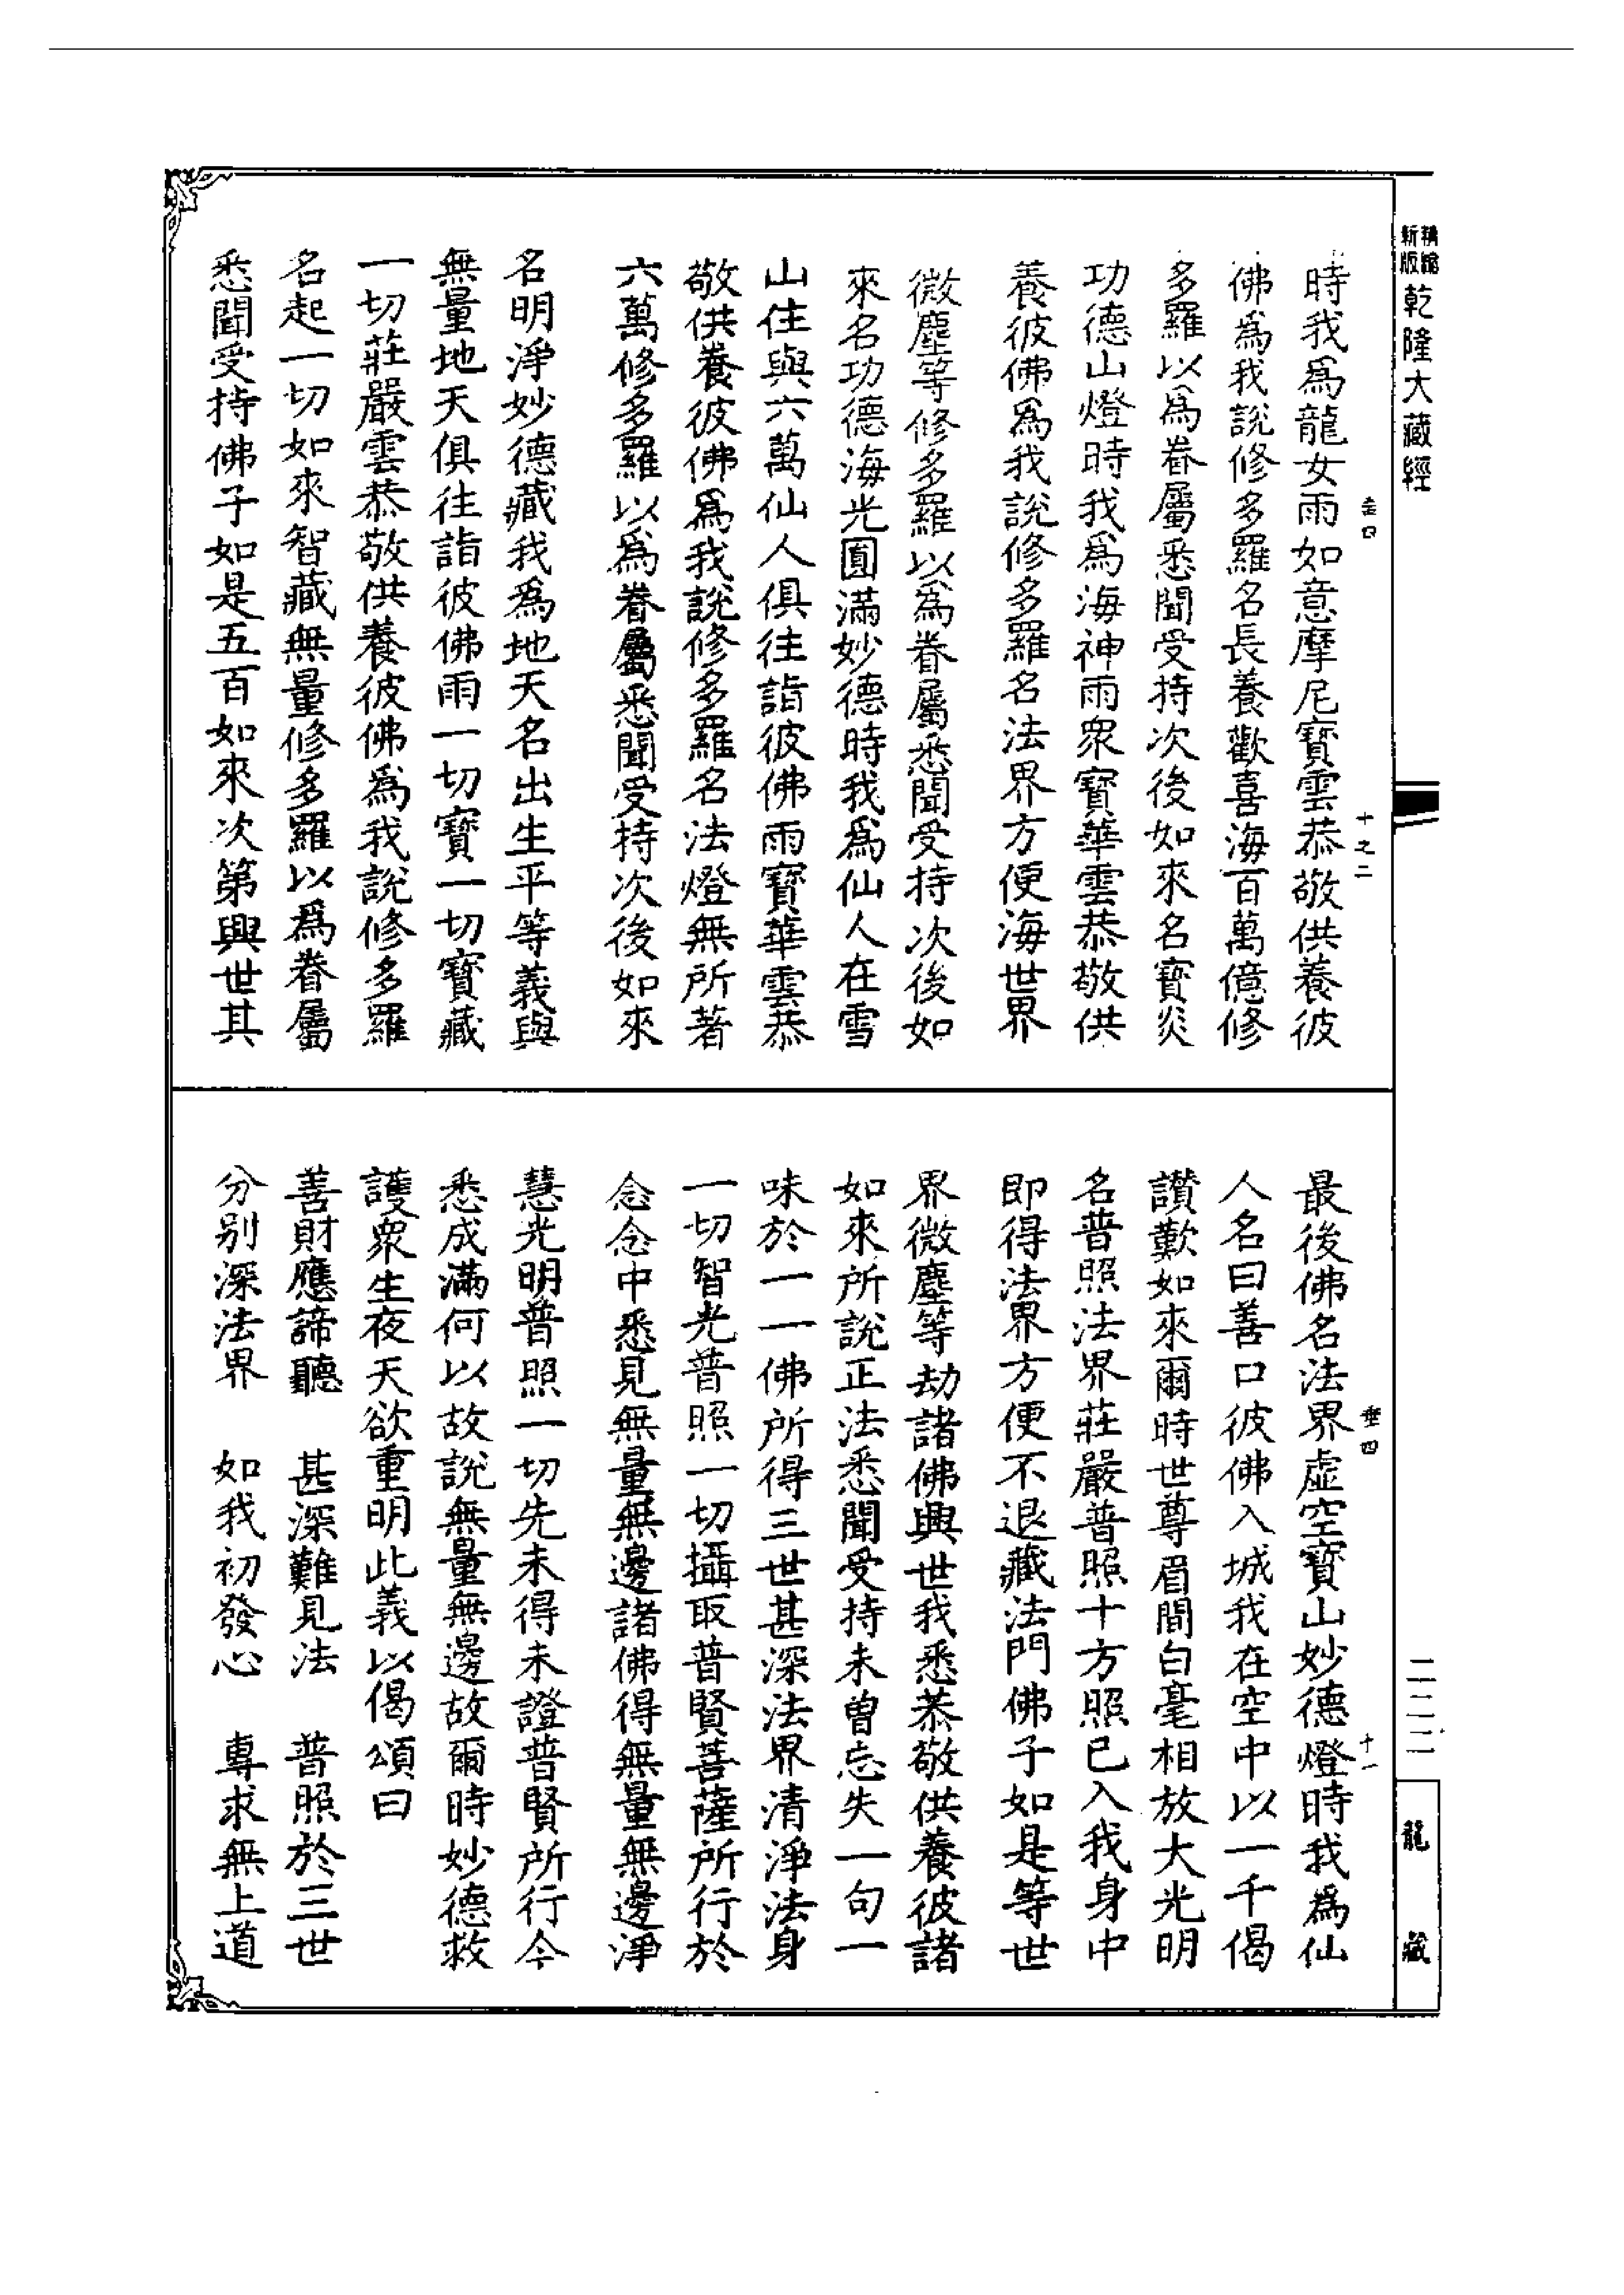 精縮
新版
乾隆大藏經
垂四
十之二
時我爲龍女雨如意摩尼寶雲恭敬供養彼
佛爲我說修多羅名長養歡喜海百萬億修
多羅以爲眷屬悉聞受持次後如來名寶炎
功德山燈時我爲海神雨衆寶華雲恭敬供
養彼佛爲我說修多羅名法界方便海世界
微塵等修多羅以爲眷屬悉聞受持次後如
來名功德海光圓滿妙德時我爲仙人在雪
山住與六萬仙人俱往詣彼佛雨寶華雲恭
敬供養彼佛爲我說修多羅名法燈無所著
六萬修多羅以爲眷屬悉聞受持次後如來
名明淨妙德藏我爲地天名出生平等義與
無量地天俱往詣彼佛雨一切寶一切寶藏
一切莊嚴雲恭敬供養彼佛爲我說修多羅
名起一切如來智藏無量修多羅以爲眷屬
悉聞受持佛子如是五百如來次第興世其
垂四
十一
最後佛名法界虛空寶山妙德燈時我爲仙
人名曰善口彼佛入城我在空中以一千偈
讚歎如來爾時世尊眉間白毫相放大光明
名普照法界莊嚴普照十方照已入我身中
即得法界方便不退藏法門佛子如是等世
界微塵等劫諸佛興世我悉恭敬供養彼諸
如來所說正法悉聞受持未曾忘失一句一
味於一一佛所得三世甚深法界清淨法身
一切智光普照一切攝取普賢菩薩所行於
念念中悉見無量無邊諸佛得無量無邊淨
慧光明普照一切先未得未證普賢所行今
悉成滿何以故說無量無邊故爾時妙德救
護衆生夜天欲重明此義以偈頌曰
善財應諦聽　甚深難見法　普照於三世
分别深法界　如我初發心　專求無上道
二二二
龍藏